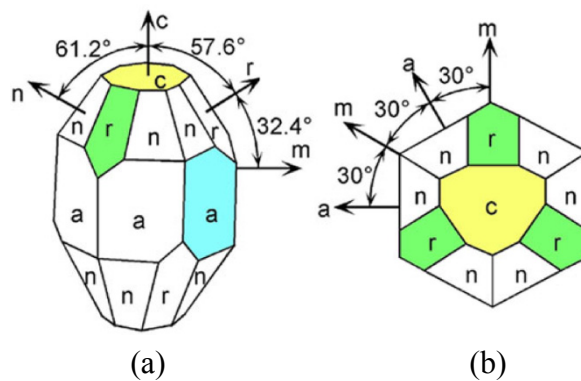 c
61.2° 57.6°
r
c
n
32.4°
n r n n r
m
a a a
n n r n
(a)
m
a 30°
m 30°
r
n n
30°
a
n c n
r r
n n
(b)